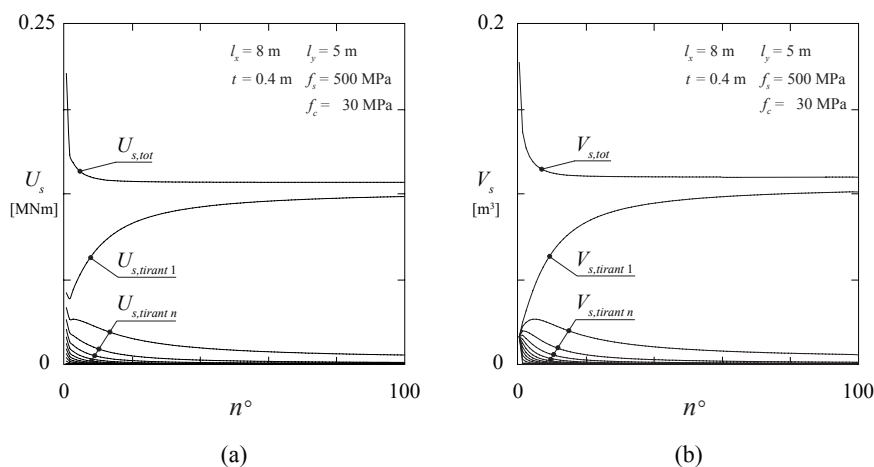 0.25
l_x = 8 m l_y = 5 m
t = 0.4 m f_s = 500 MPa
f_c = 30 MPa
U_s,tot
U_s
[MNm]
U_s,tirant 1
U_s,tirant n
0
0
100
n°
(a)
0.2
l_x = 8 m l_y = 5 m
t = 0.4 m f_s = 500 MPa
f_c = 30 MPa
V_s,tot
V_s
[m³]
V_s,tirant 1
V_s,tirant n
0
0
100
n°
(b)